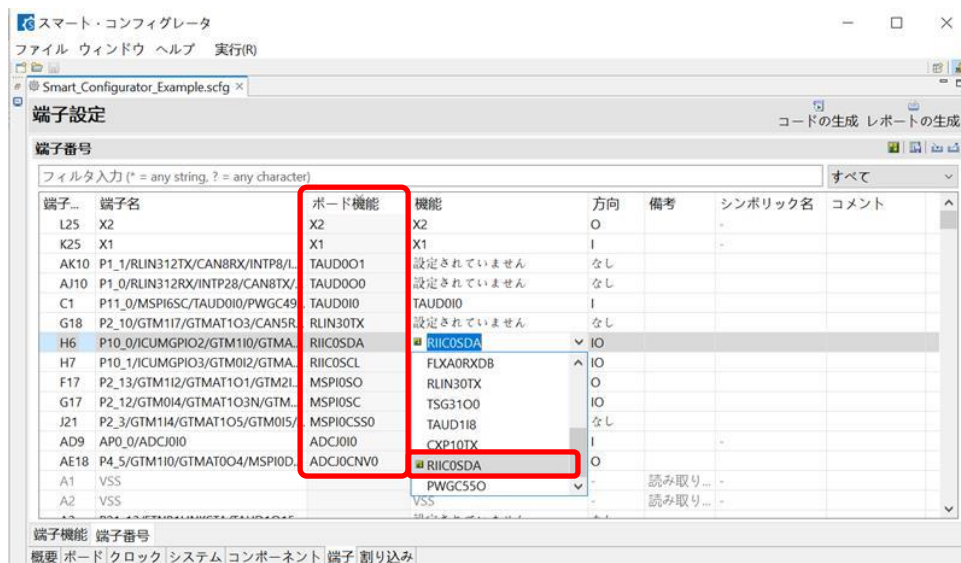 スマート・コンフィグレータ
ファイル ウィンドウ ヘルプ 実行(R)
Smart_Configurator_Example.scfg
端子設定
コードの生成 レポートの生成
端子番号
フィルタ入力 (* = any string, ? = any character) すべて
端子... 端子名 ボード機能 機能 方向 備考 シンボリック名 コメント
L25 X2 X2 X2 O -
K25 X1 X1 X1 I -
AK10 P1_1/RLIN312TX/CAN8RX/INTP8/I... TAUD0O1 設定されていません なし
AJ10 P1_0/RLIN312RX/INTP28/CAN8TX/... TAUD0O0 設定されていません なし
C1 P11_0/MSPI6SC/TAUD0I0/PWGC49... TAUD0I0 TAUD0I0 I
G18 P2_10/GTM1I7/GTMAT1O3/CAN5R... RLIN30TX 設定されていません なし
H6 P10_0/ICUMGPIO2/GTM1I0/GTMA... RIIC0SDA RIIC0SDA IO
H7 P10_1/ICUMGPIO3/GTM0I2/GTMA... RIIC0SCL FLXA0RXDB IO
F17 P2_13/GTM1I2/GTMAT1O1/GTM2I... MSPI0SO RLIN30TX O
G17 P2_12/GTM0I4/GTMAT1O3N/GTM... MSPI0SC TSG31O0 IO
J21 P2_3/GTM1I4/GTMAT1O5/GTM0I5/... MSPI0CSS0 TAUD1I8 なし
AD9 AP0_0/ADCJ0I0 ADCJ0I0 CXP10TX I -
AE18 P4_5/GTM1I0/GTMAT0O4/MSPI0D... ADCJ0CNV0 RIIC0SDA O
A1 VSS PWGC55O - 読み取り... -
A2 VSS VSS - 読み取り... -
端子機能 端子番号
概要 ボード クロック システム コンポーネント 端子 割り込み